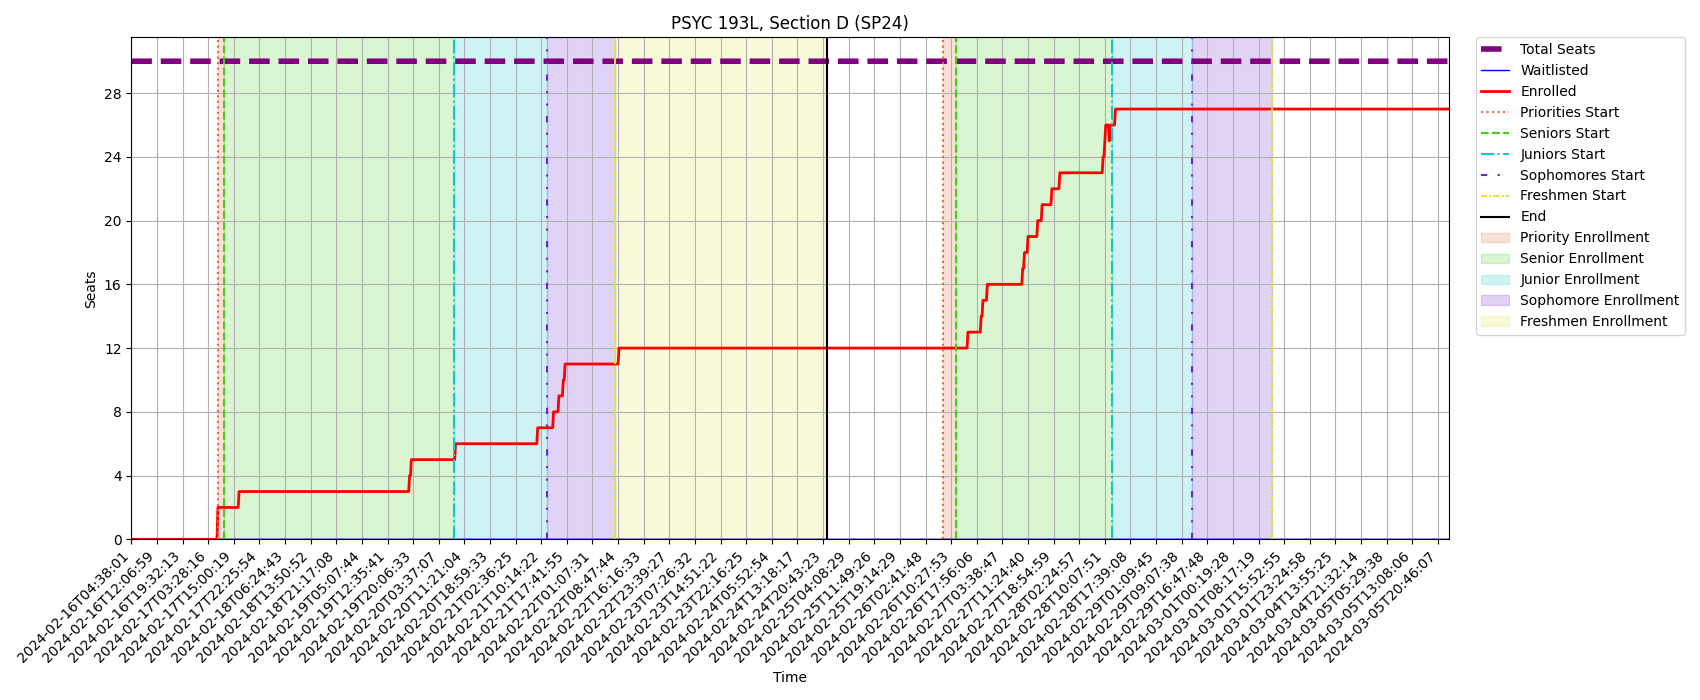 PSYC 193L, Section D (SP24)
Seats
28
24
20
16
12
8
4
0
2024-02-16T04:38:01
2024-02-16T12:06:59
2024-02-16T19:32:13
2024-02-17T03:28:16
2024-02-17T15:00:19
2024-02-17T22:25:54
2024-02-18T06:24:43
2024-02-18T13:50:52
2024-02-18T21:17:08
2024-02-19T05:07:44
2024-02-19T12:35:41
2024-02-19T20:06:33
2024-02-20T03:37:07
2024-02-20T11:21:04
2024-02-20T18:59:33
2024-02-21T02:36:25
2024-02-21T10:14:22
2024-02-21T17:41:55
2024-02-22T01:07:31
2024-02-22T08:47:44
2024-02-22T16:16:33
2024-02-22T23:39:27
2024-02-23T07:26:32
2024-02-23T14:51:22
2024-02-23T22:16:25
2024-02-24T05:52:54
2024-02-24T13:18:17
2024-02-24T20:43:23
2024-02-25T04:08:29
2024-02-25T11:49:26
2024-02-25T19:14:29
2024-02-26T02:41:48
2024-02-26T10:27:53
2024-02-26T17:56:06
2024-02-27T03:38:47
2024-02-27T11:24:40
2024-02-27T18:54:59
2024-02-28T02:24:57
2024-02-28T10:07:51
2024-02-28T17:39:08
2024-02-29T01:09:45
2024-02-29T09:07:38
2024-02-29T16:47:48
2024-03-01T00:19:28
2024-03-01T08:17:19
2024-03-01T15:52:55
2024-03-01T23:24:58
2024-03-04T13:55:25
2024-03-04T21:32:14
2024-03-05T05:29:38
2024-03-05T13:08:06
2024-03-05T20:46:07
Time
Total Seats
Waitlisted
Enrolled
Priorities Start
Seniors Start
Juniors Start
Sophomores Start
Freshmen Start
End
Priority Enrollment
Senior Enrollment
Junior Enrollment
Sophomore Enrollment
Freshmen Enrollment